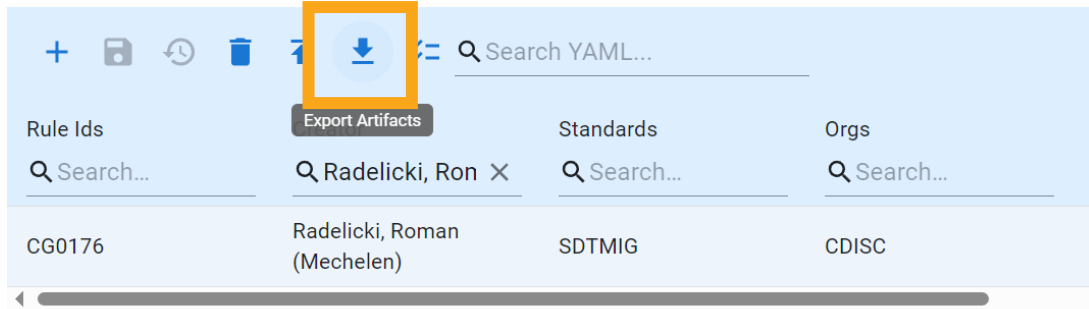 Search YAML...
Export Artifacts
Rule Ids Creator Standards Orgs
Search... Radelicki, Ron Search... Search...
CG0176 Radelicki, Roman (Mechelen) SDTMIG CDISC